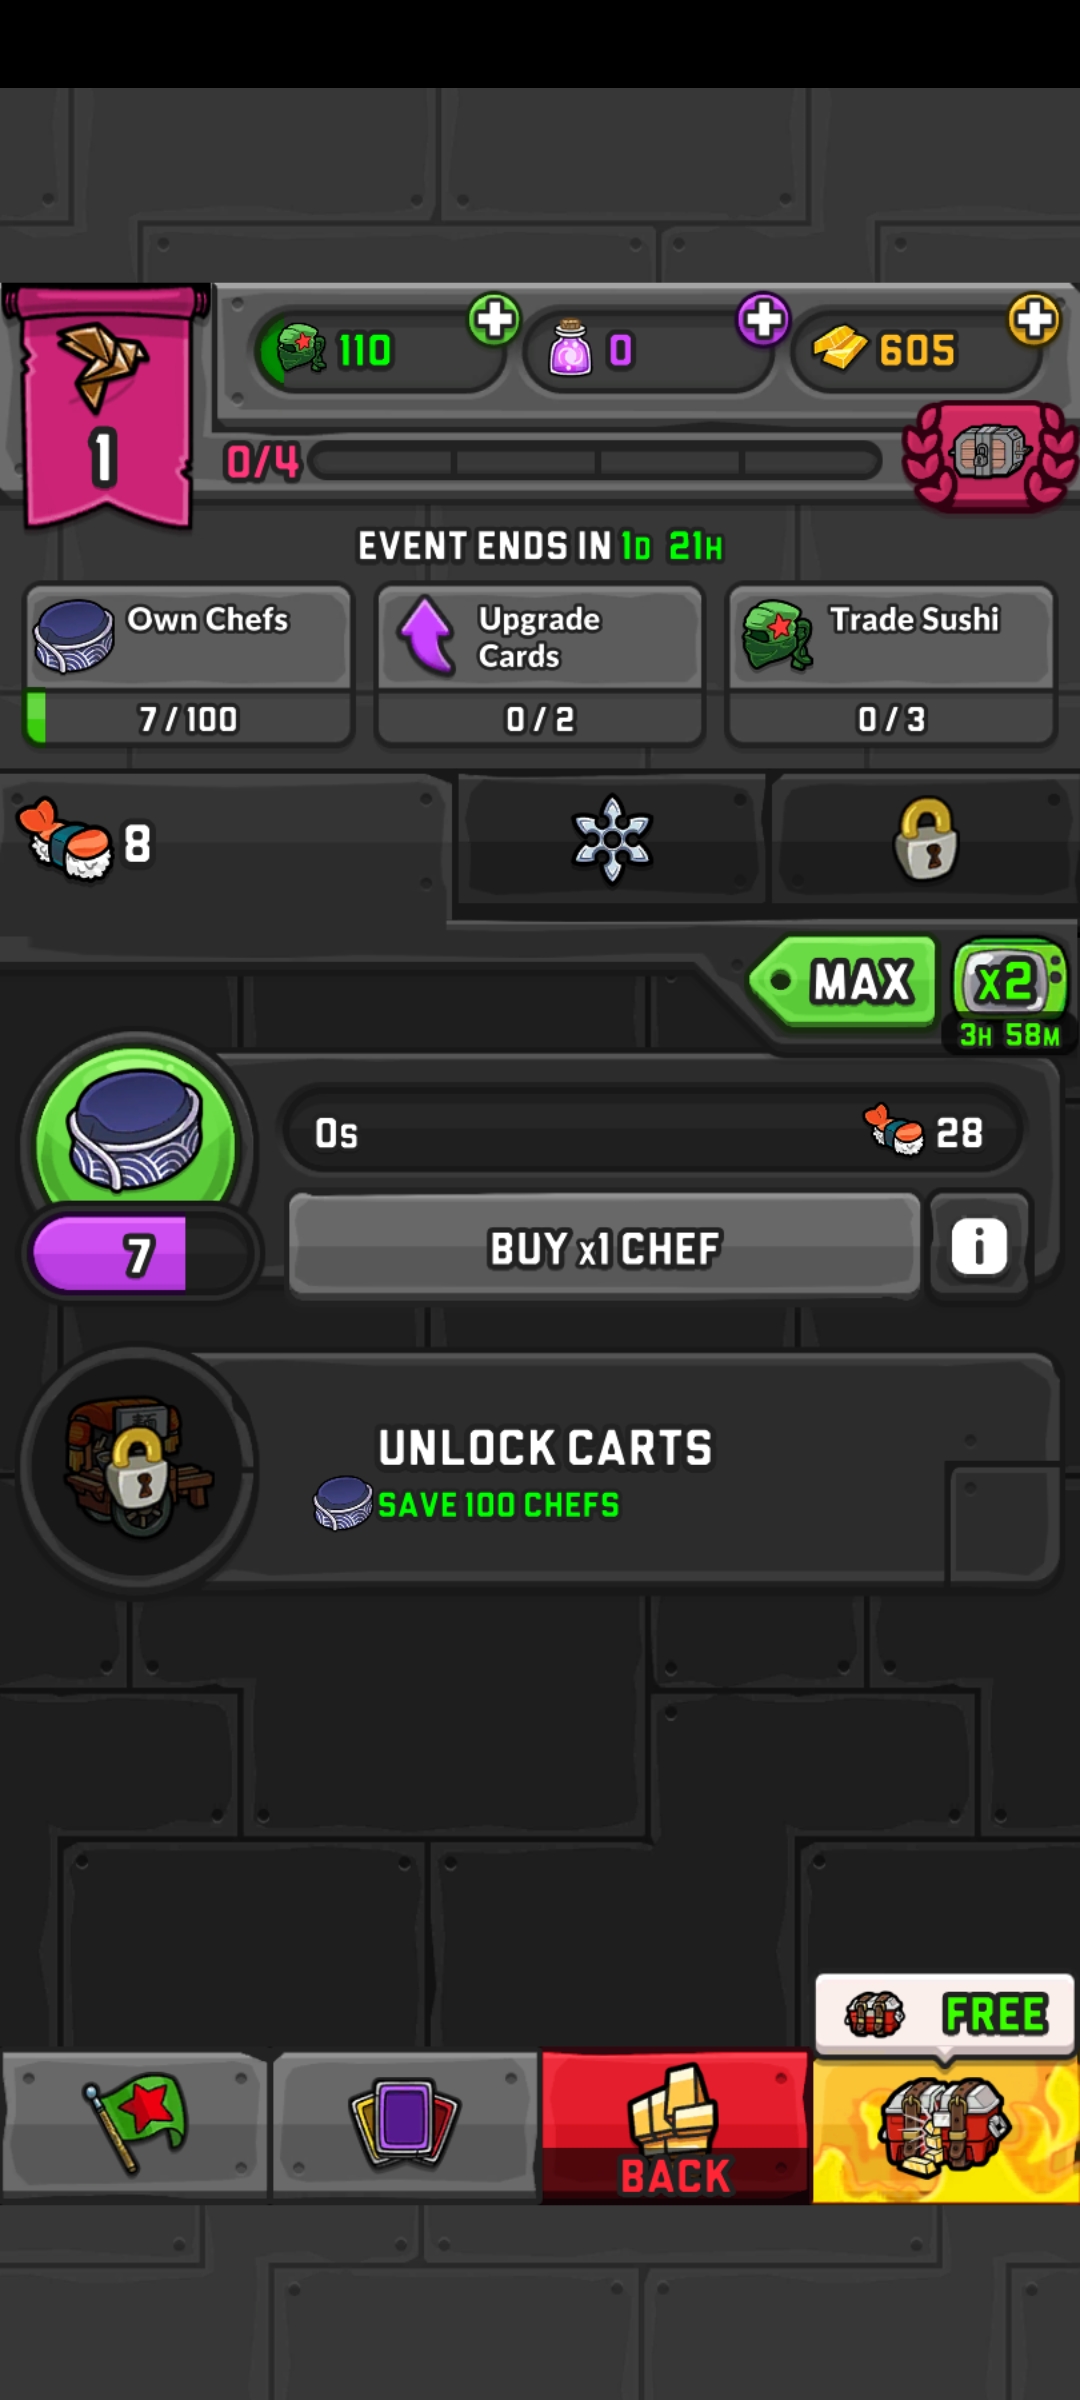 110
0
605
1
0/4
EVENT ENDS IN 1D 21H
Own Chefs
7/100
Upgrade
Cards
0/2
Trade Sushi
0/3
8
MAX
x2
3H 58M
0s
28
7
BUY x1 CHEF
i
UNLOCK CARTS
SAVE 100 CHEFS
FREE
BACK